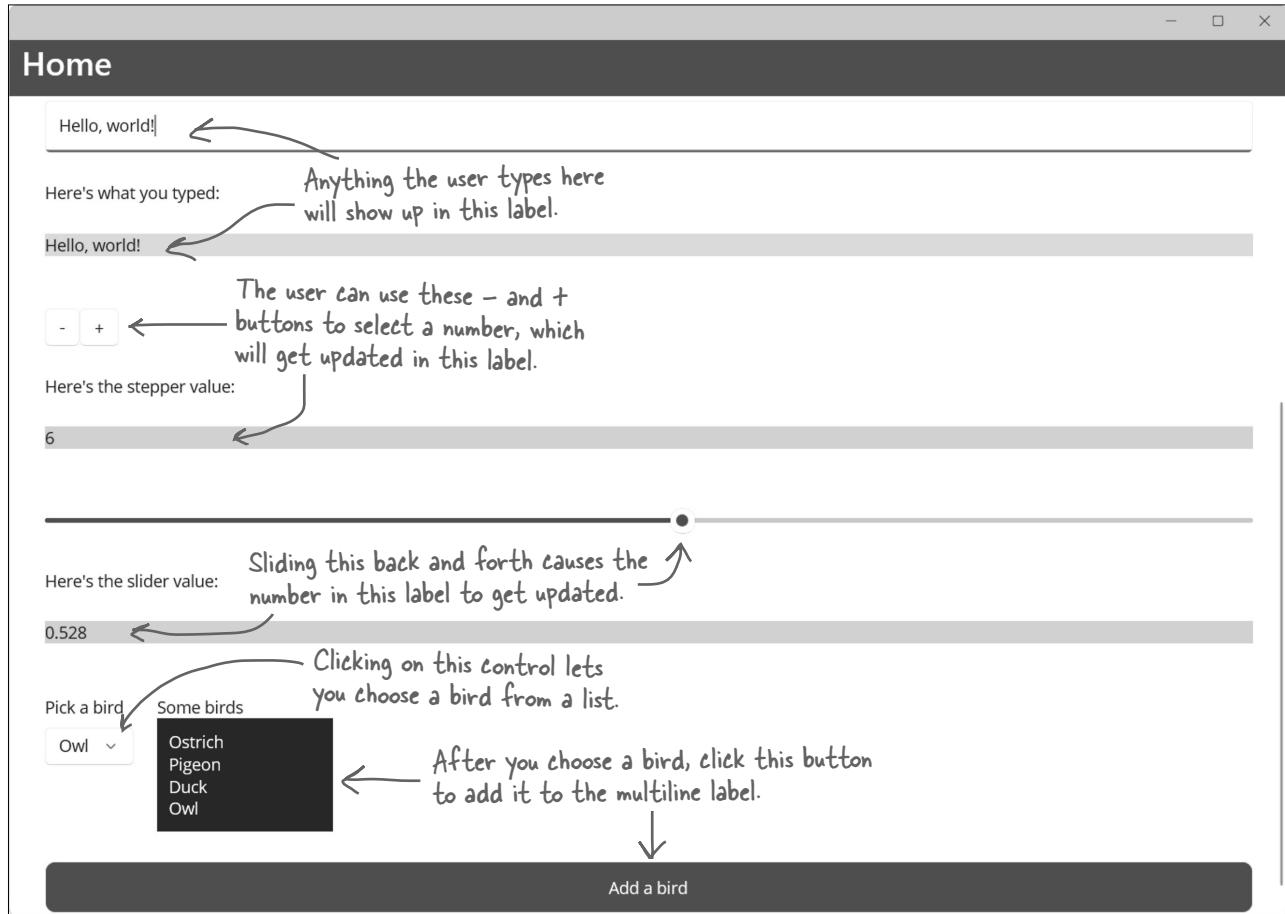 Home
Hello, world!
Anything the user types here
will show up in this label.
Here's what you typed:
Hello, world!
The user can use these – and +
buttons to select a number, which
will get updated in this label.
- +
Here's the stepper value:
6
Sliding this back and forth causes the
number in this label to get updated.
Here's the slider value:
0.528
Clicking on this control lets
you choose a bird from a list.
Pick a bird
Owl
Some birds
Ostrich
Pigeon
Duck
Owl
After you choose a bird, click this button
to add it to the multiline label.
Add a bird